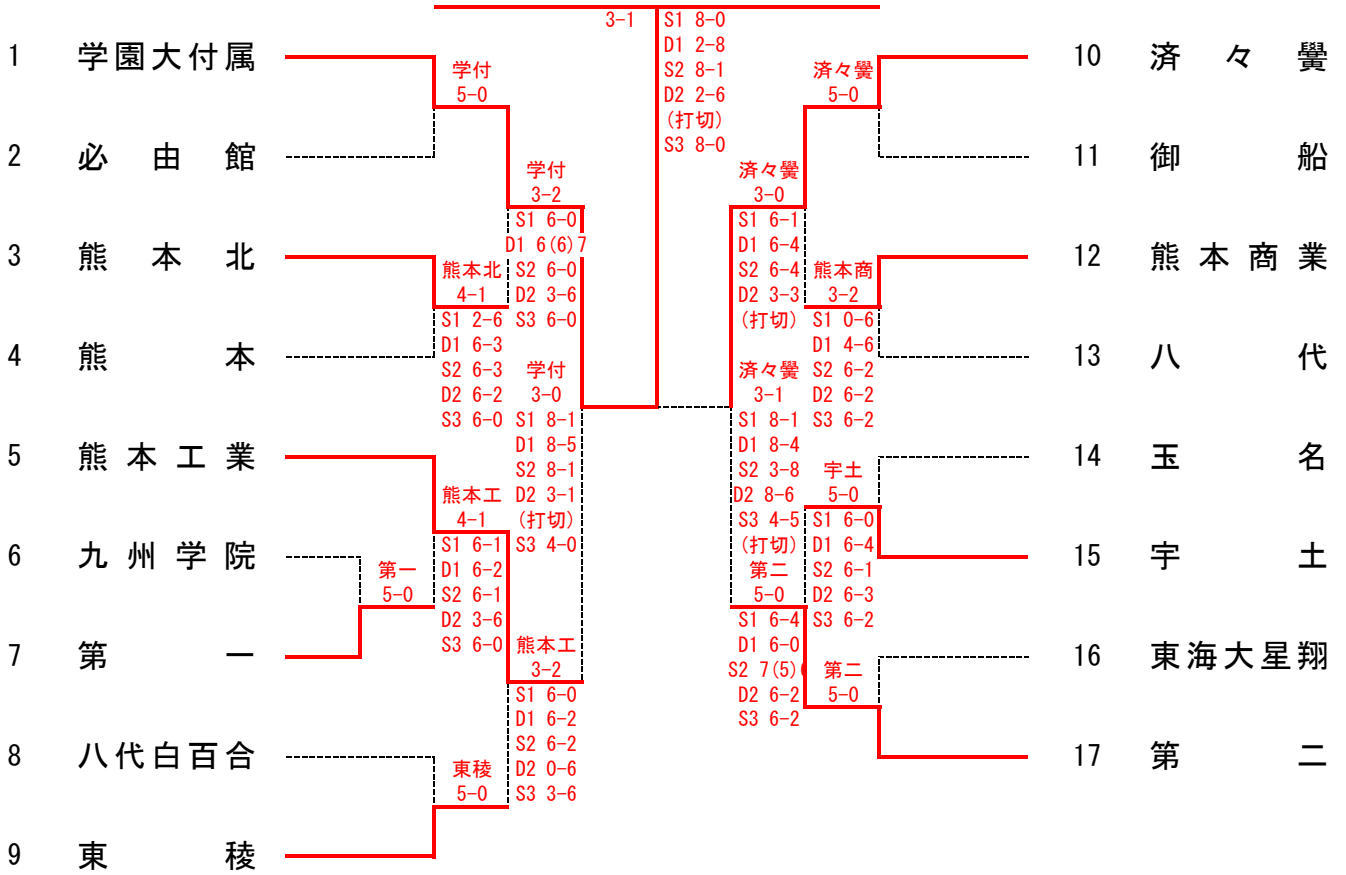 3-1
S1 8-0
D1 2-8
S2 8-1
D2 2-6
(打切)
S3 8-0
1 学園大付属
2 必由館
3 熊本北
4 熊本
5 熊本工業
6 九州学院
7 第一
8 八代白百合
9 東稜
学付
5-0
学付
3-2
S1 6-0
D1 6(6)7
S2 6-0
D2 3-6
S3 6-0
熊本北
4-1
S1 2-6
D1 6-3
S2 6-3
D2 6-2
S3 6-0
学付
3-0
S1 8-1
D1 8-5
S2 8-1
D2 3-1
(打切)
S3 4-0
熊本工
4-1
S1 6-1
D1 6-2
S2 6-1
D2 3-6
S3 6-0
第一
5-0
熊本工
3-2
S1 6-0
D1 6-2
S2 6-2
D2 0-6
S3 3-6
東稜
5-0
済々黌
5-0
済々黌
3-0
S1 6-1
D1 6-4
S2 6-4
D2 3-3
(打切)
熊本商
3-2
S1 0-6
D1 4-6
S2 6-2
D2 6-2
S3 6-2
済々黌
3-1
S1 8-1
D1 8-4
S2 3-8
D2 8-6
S3 4-5
(打切)
宇土
5-0
S1 6-0
D1 6-4
S2 6-1
D2 6-3
S3 6-2
第二
5-0
S1 6-4
D1 6-0
S2 7(5)
D2 6-2
S3 6-2
第二
5-0
10 済々黌
11 御船
12 熊本商業
13 八代
14 玉名
15 宇土
16 東海大星翔
17 第二